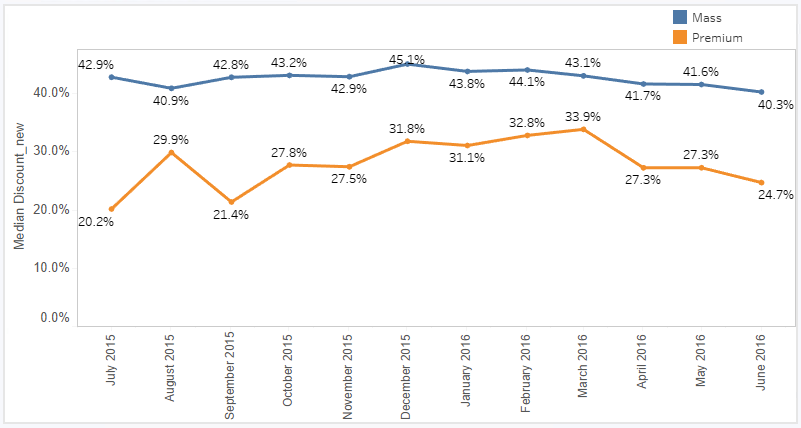 Mass
Premium
Median Discount_new
40.0%
30.0%
20.0%
10.0%
0.0%
42.9%
40.9%
42.8%
43.2%
42.9%
45.1%
43.8%
44.1%
43.1%
41.7%
41.6%
40.3%
20.2%
29.9%
21.4%
27.8%
27.5%
31.8%
31.1%
32.8%
33.9%
27.3%
27.3%
24.7%
July 2015
August 2015
September 2015
October 2015
November 2015
December 2015
January 2016
February 2016
March 2016
April 2016
May 2016
June 2016